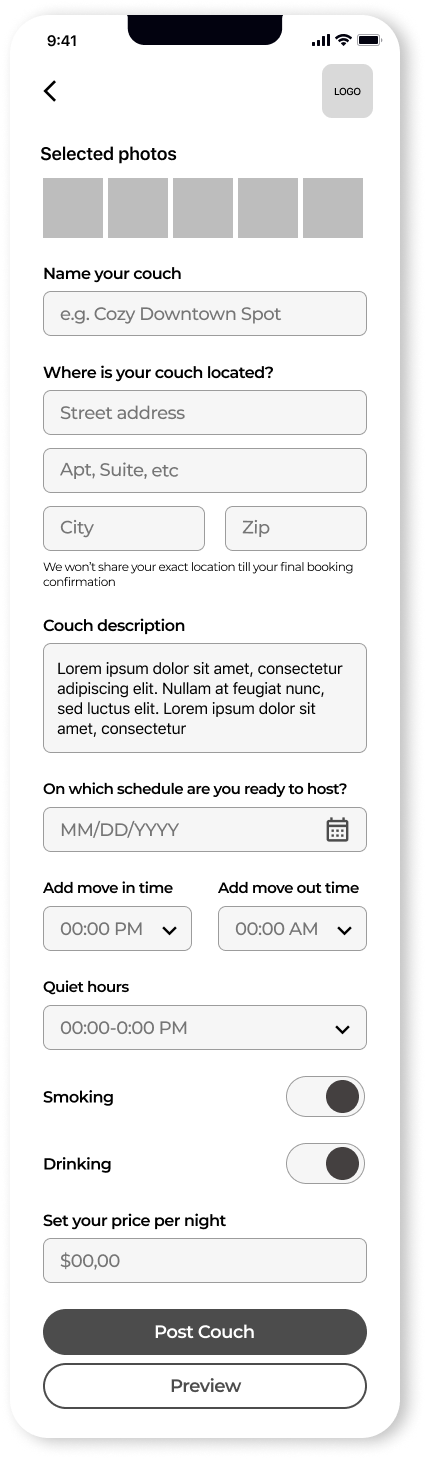 9:41
LOGO
Selected photos
Name your couch
e.g. Cozy Downtown Spot
Where is your couch located?
Street address
Apt, Suite, etc
City
Zip
We won’t share your exact location till your final booking
confirmation
Couch description
Lorem ipsum dolor sit amet, consectetur
adipiscing elit. Nullam at feugiat nunc,
sed luctus elit. Lorem ipsum dolor sit
amet, consectetur
On which schedule are you ready to host?
MM/DD/YYYY
Add move in time
Add move out time
00:00 PM
00:00 AM
Quiet hours
00:00-0:00 PM
Smoking
Drinking
Set your price per night
$00,00
Post Couch
Preview